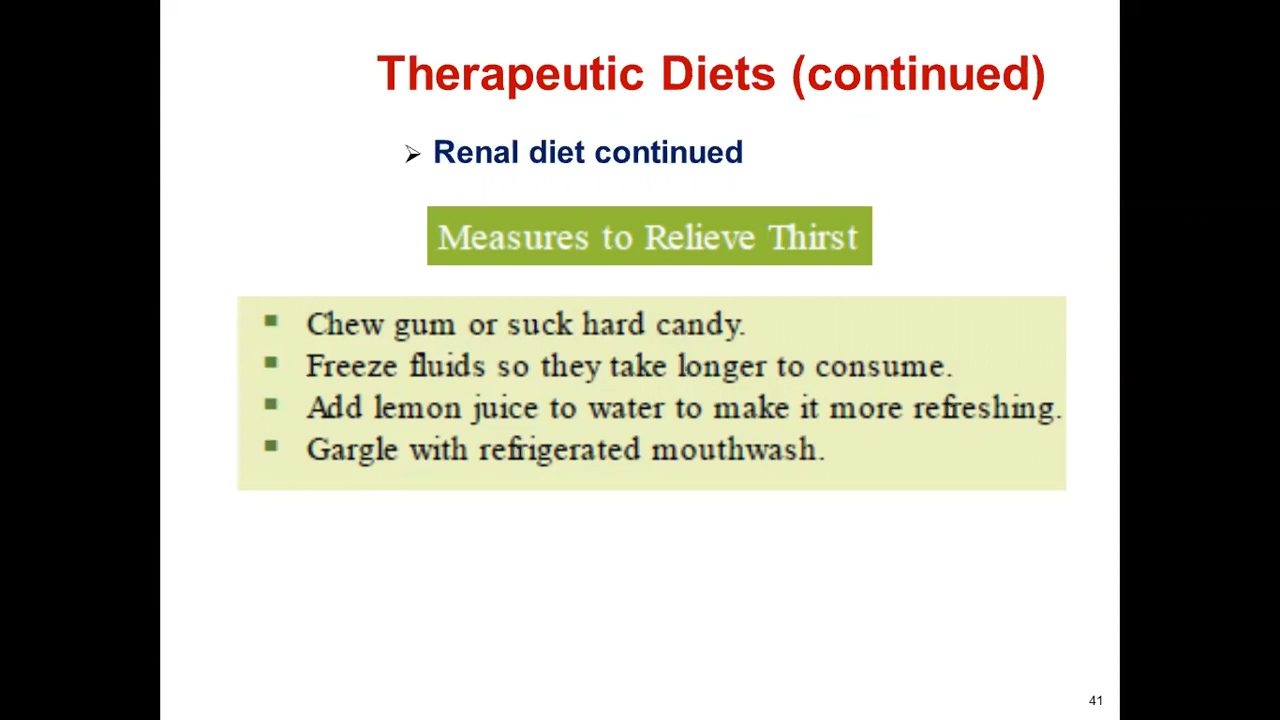 Therapeutic Diets (continued)
➢ Renal diet continued
Measures to Relieve Thirst
▪ Chew gum or suck hard candy.
▪ Freeze fluids so they take longer to consume.
▪ Add lemon juice to water to make it more refreshing.
▪ Gargle with refrigerated mouthwash.
41